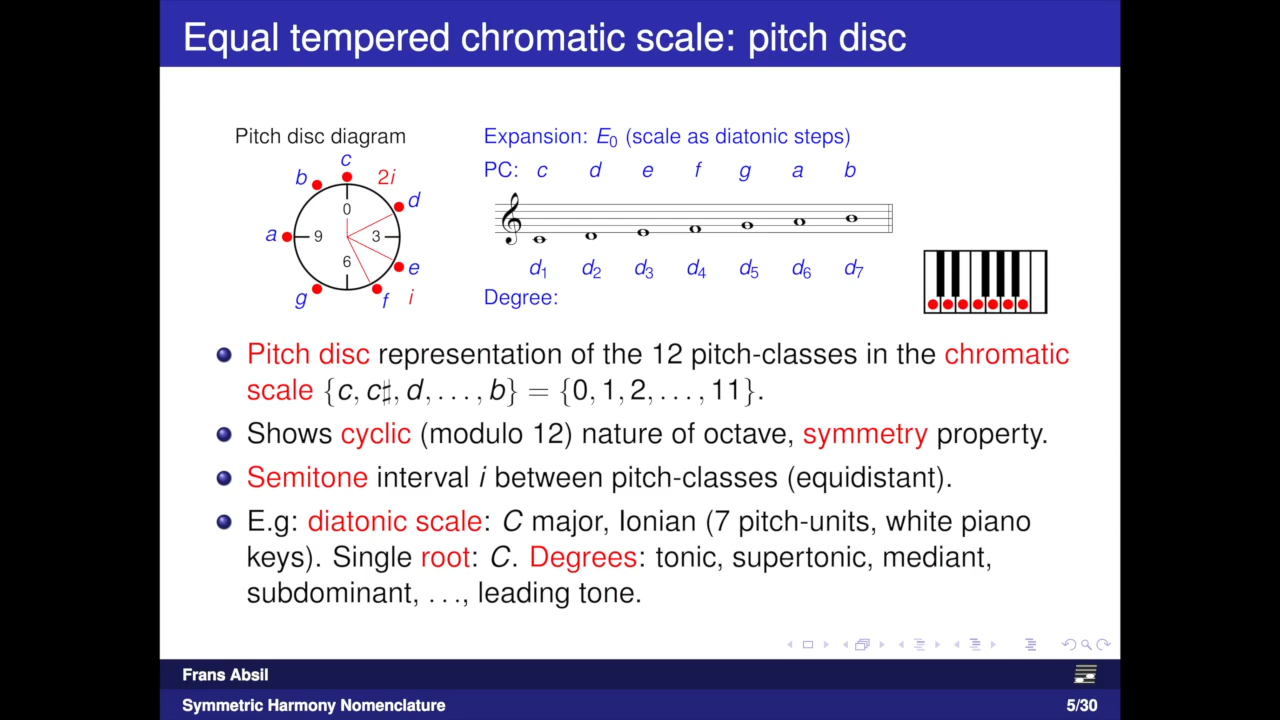 Equal tempered chromatic scale: pitch disc
Pitch disc diagram
c
b
2i
d
0
a
9
3
6
e
g
f
i
Expansion: E₀ (scale as diatonic steps)
PC: c d e f g a b
d₁ d₂ d₃ d₄ d₅ d₆ d₇
Degree:
Pitch disc representation of the 12 pitch-classes in the chromatic
scale {c, c♯, d, . . . , b} = {0, 1, 2, . . . , 11}.
Shows cyclic (modulo 12) nature of octave, symmetry property.
Semitone interval i between pitch-classes (equidistant).
E.g: diatonic scale: C major, Ionian (7 pitch-units, white piano
keys). Single root: C. Degrees: tonic, supertonic, mediant,
subdominant, . . ., leading tone.
Frans Absil
Symmetric Harmony Nomenclature 5/30